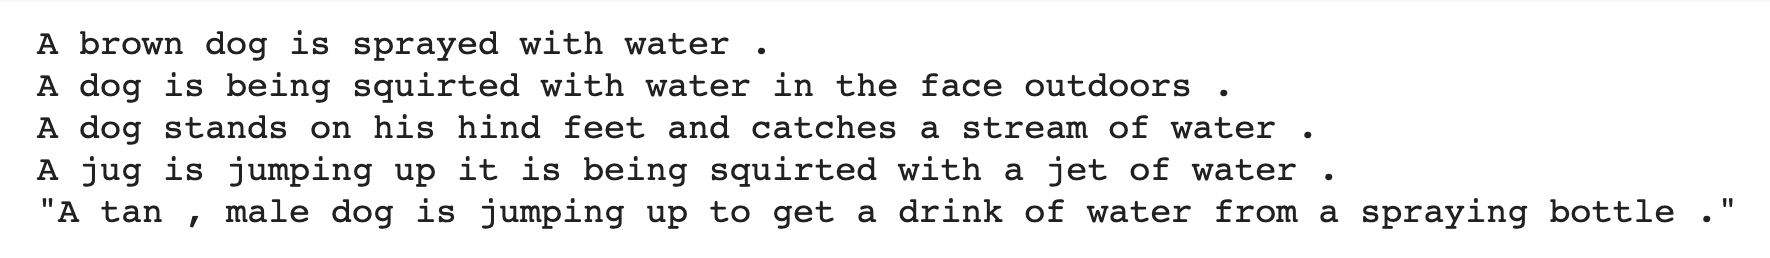 A brown dog is sprayed with water .
A dog is being squirted with water in the face outdoors .
A dog stands on his hind feet and catches a stream of water .
A jug is jumping up it is being squirted with a jet of water .
"A tan , male dog is jumping up to get a drink of water from a spraying bottle ."